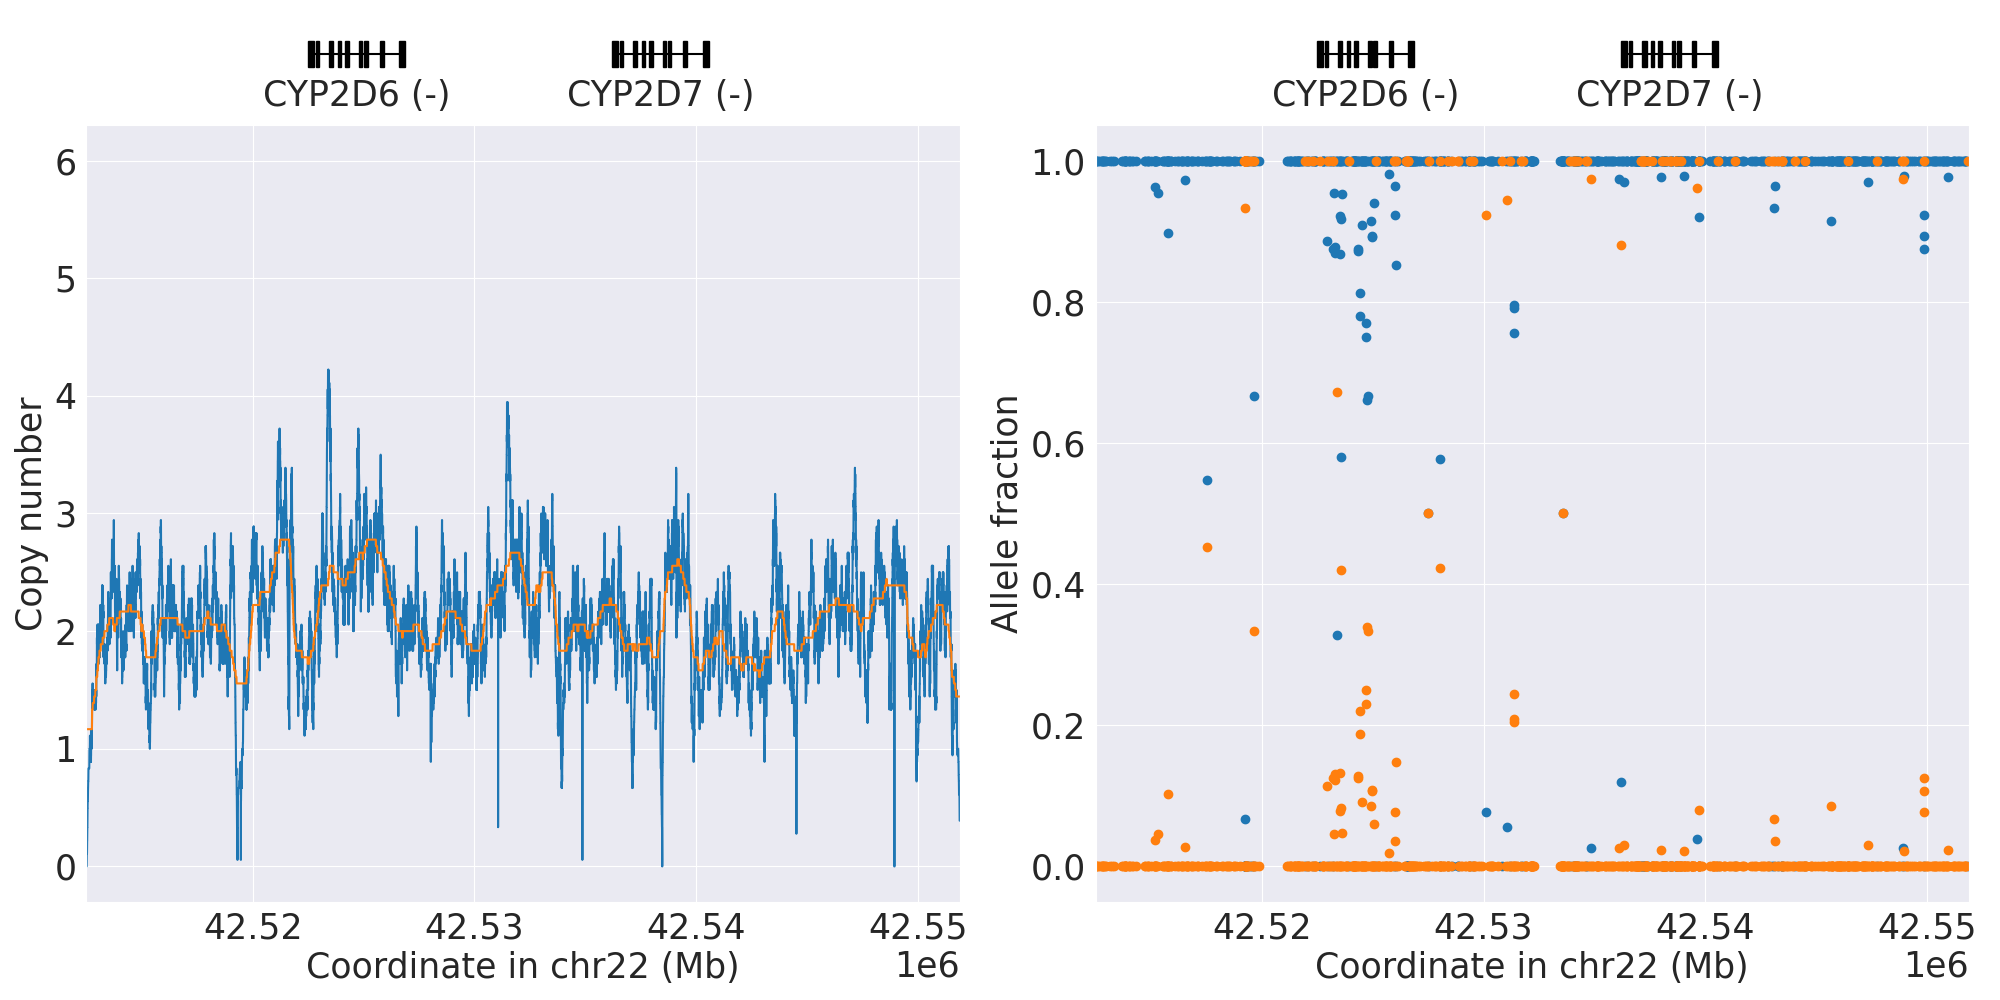 CYP2D6 (-) CYP2D7 (-)
CYP2D6 (-) CYP2D7 (-)
Copy number
6
5
4
3
2
1
0
42.52 42.53 42.54 42.55
Coordinate in chr22 (Mb) 1e6
Allele fraction
1.0
0.8
0.6
0.4
0.2
0.0
42.52 42.53 42.54 42.55
Coordinate in chr22 (Mb) 1e6